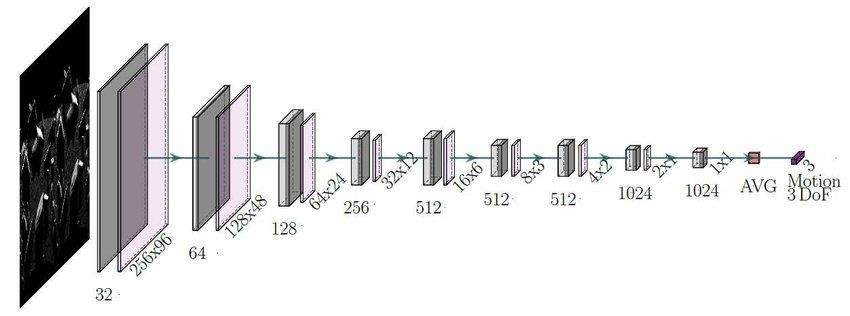 32
256x96
64
128x48
128
64x24
256
32x12
512
16x6
512
8x3
512
4x2
1024
2x1
1024
1x1
AVG
3
Motion
3 DoF